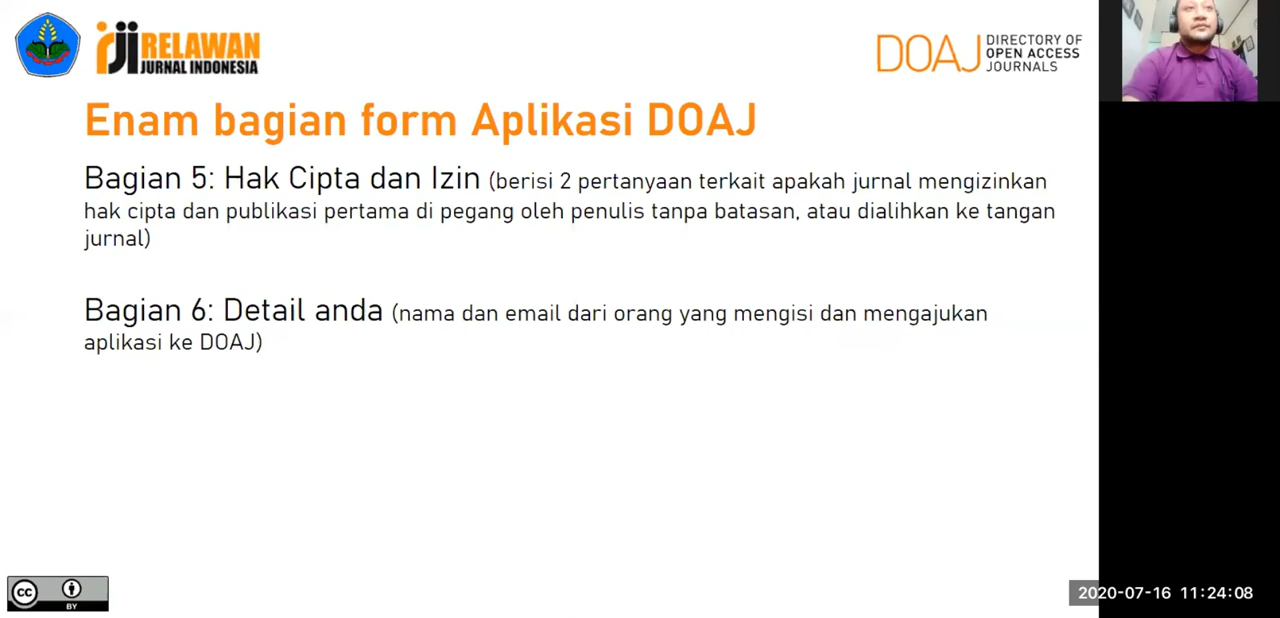 rji RELAWAN
JURNAL INDONESIA
DOAJ
DIRECTORY OF
OPEN ACCESS
JOURNALS
Enam bagian form Aplikasi DOAJ
Bagian 5: Hak Cipta dan Izin (berisi 2 pertanyaan terkait apakah jurnal mengizinkan
hak cipta dan publikasi pertama di pegang oleh penulis tanpa batasan, atau dialihkan ke tangan
jurnal)
Bagian 6: Detail anda (nama dan email dari orang yang mengisi dan mengajukan
aplikasi ke DOAJ)
cc
BY
2020-07-16 11:24:08